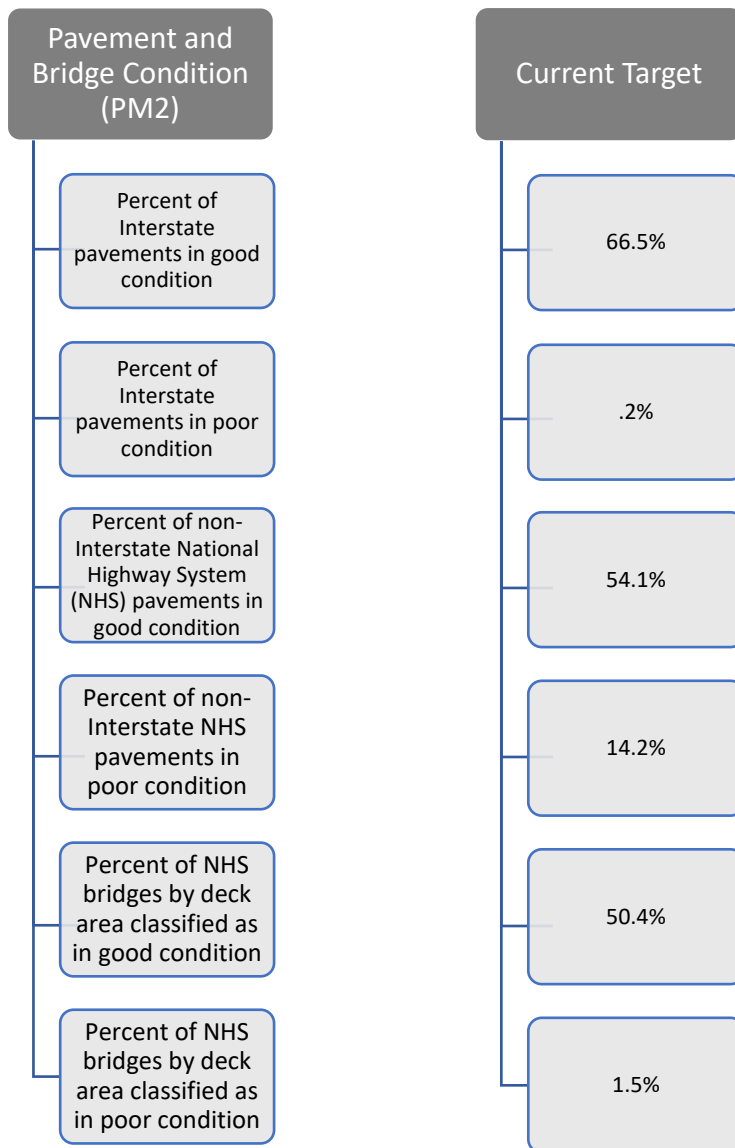 Pavement and
Bridge Condition
(PM2)
Current Target
Percent of
Interstate
pavements in good
condition
66.5%
Percent of
Interstate
pavements in poor
condition
.2%
Percent of non-
Interstate National
Highway System
(NHS) pavements in
good condition
54.1%
Percent of non-
Interstate NHS
pavements in
poor condition
14.2%
Percent of NHS
bridges by deck
area classified as
in good condition
50.4%
Percent of NHS
bridges by deck
area classified as
in poor condition
1.5%